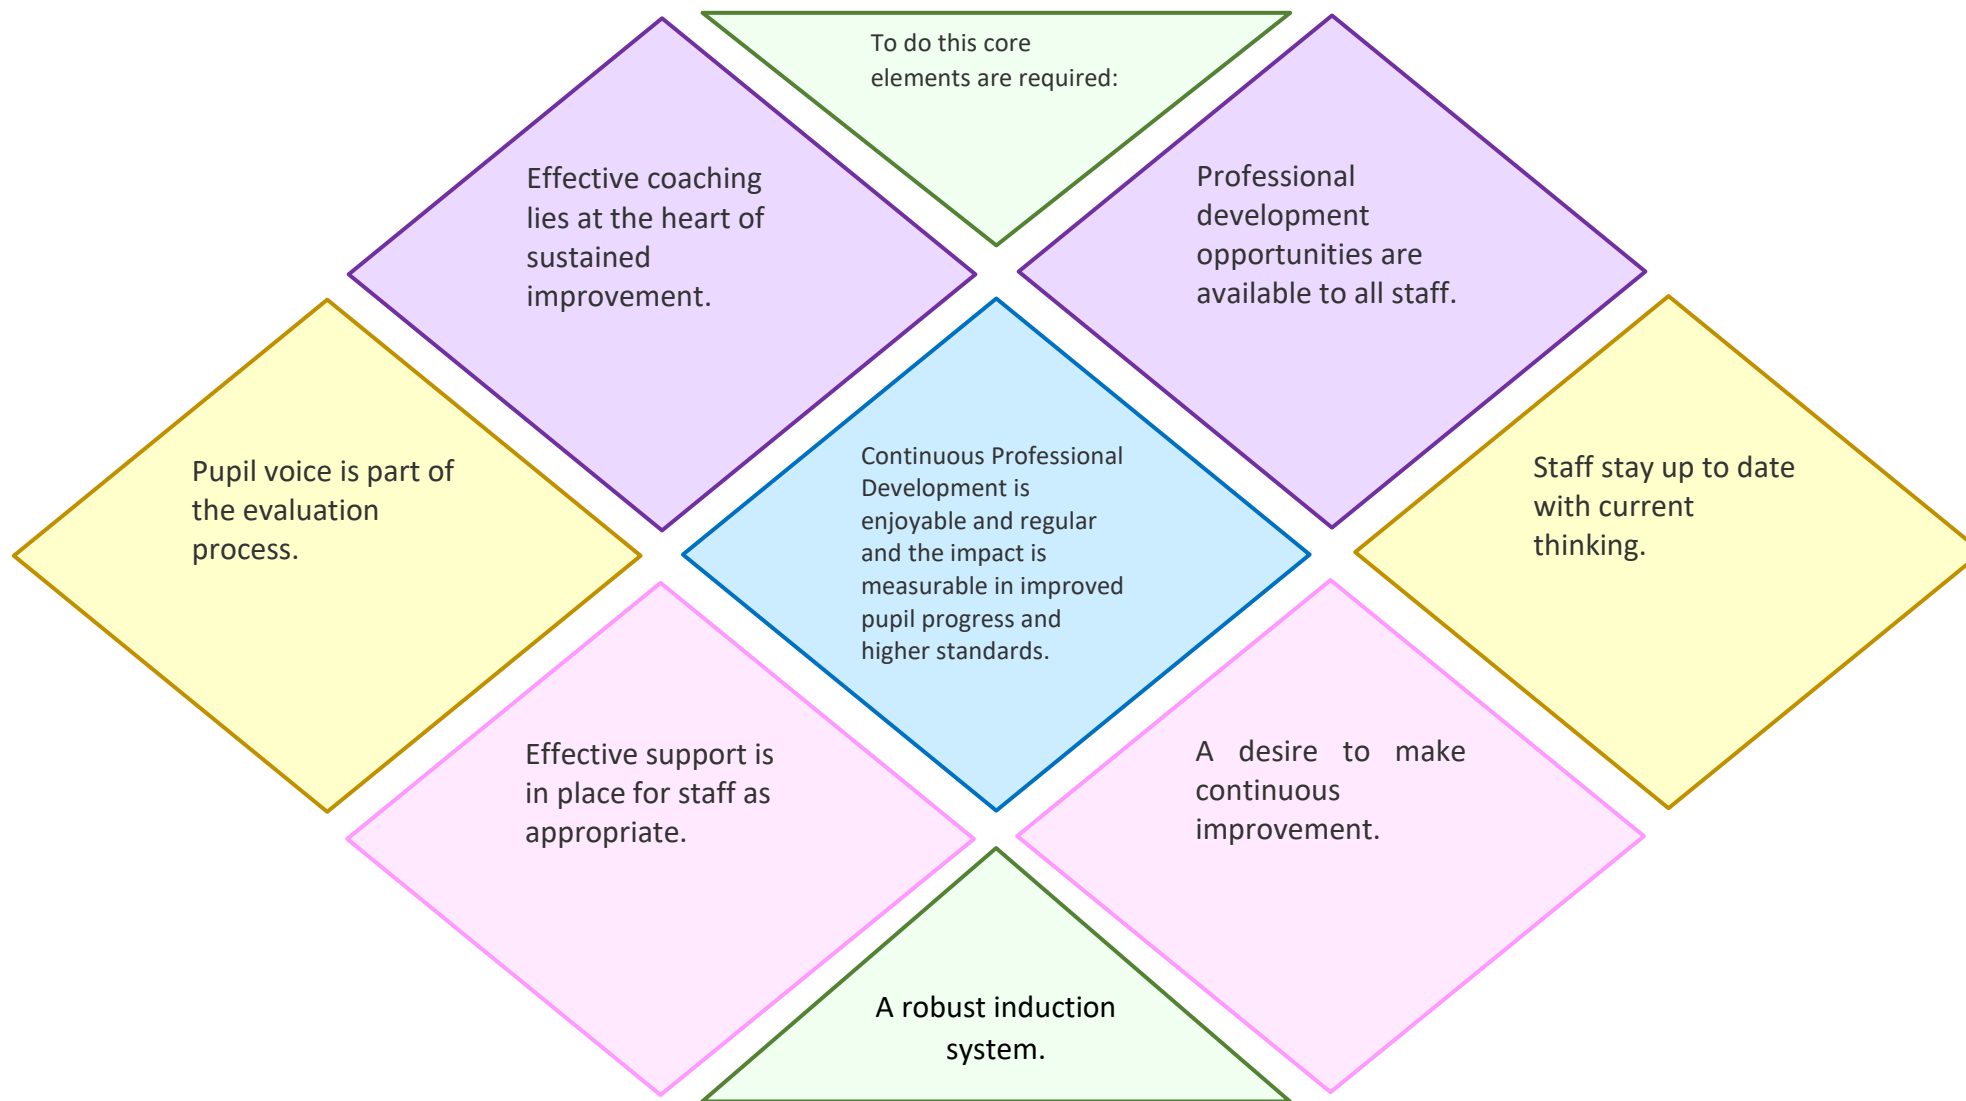 To do this core
elements are required:
Effective coaching
lies at the heart of
sustained
improvement.
Professional
development
opportunities are
available to all staff.
Pupil voice is part of
the evaluation
process.
Continuous Professional
Development is
enjoyable and regular
and the impact is
measurable in improved
pupil progress and
higher standards.
Staff stay up to date
with current
thinking.
Effective support is
in place for staff as
appropriate.
A desire to make
continuous
improvement.
A robust induction
system.